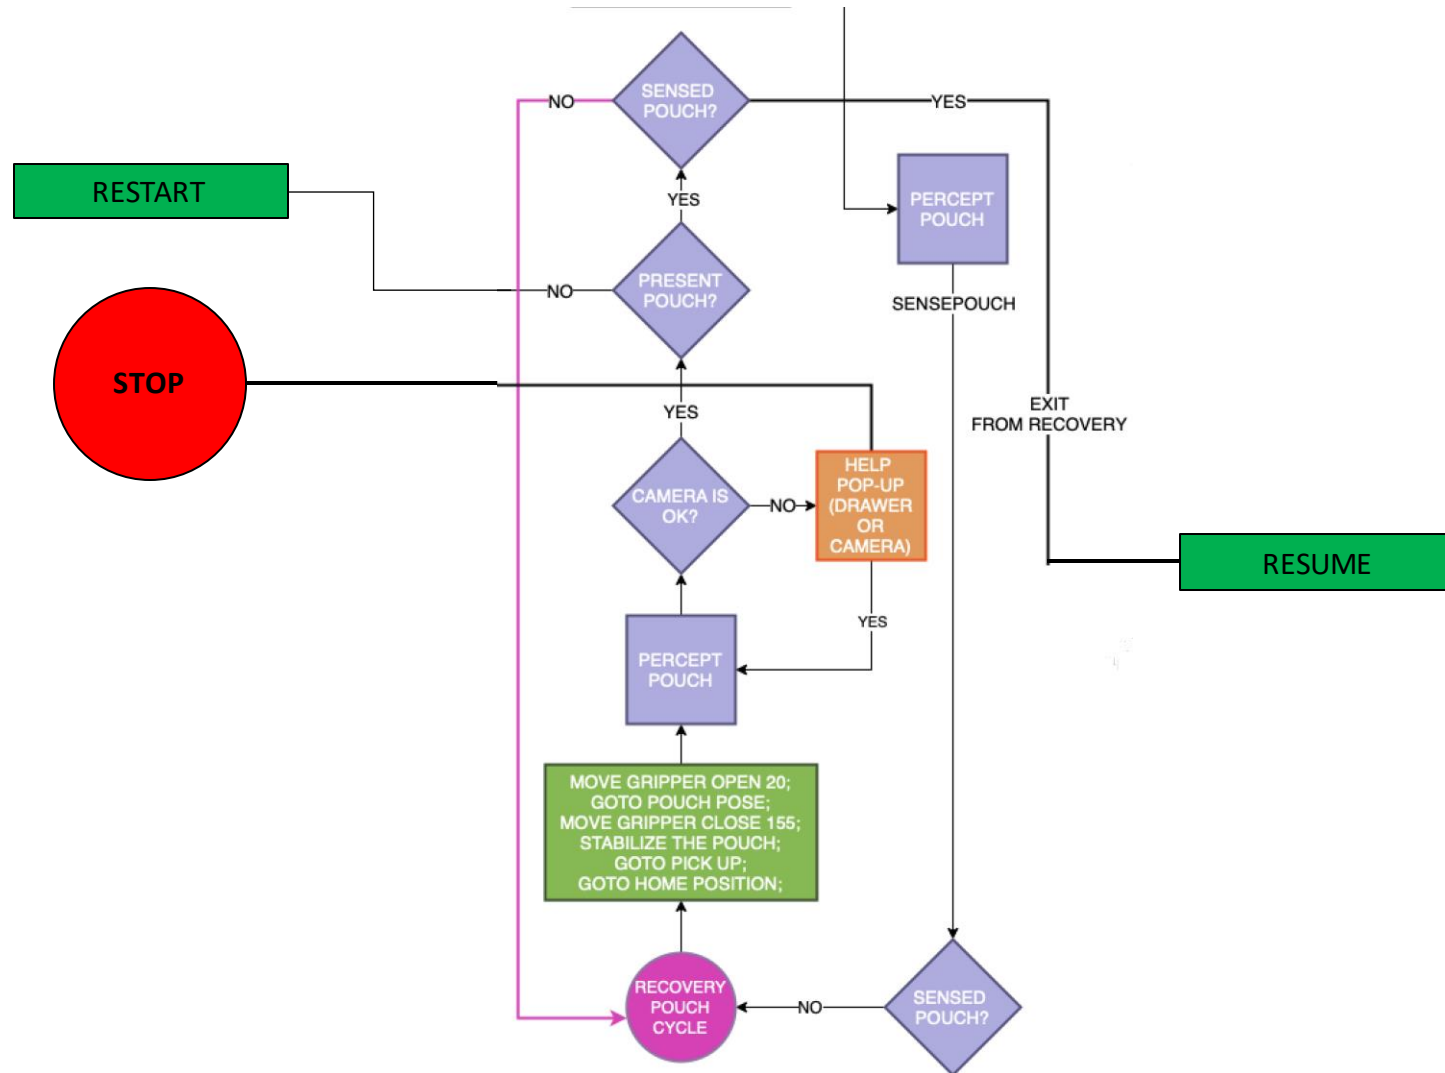 SENSED
POUCH?
NO
YES
RESTART
PERCEPT
POUCH
YES
PRESENT
POUCH?
NO
SENSEPOUCH
STOP
YES
EXIT
FROM RECOVERY
CAMERA IS
OK?
NO
HELP
POP-UP
(DRAWER
OR
CAMERA)
RESUME
YES
PERCEPT
POUCH
MOVE GRIPPER OPEN 20;
GOTO POUCH POSE;
MOVE GRIPPER CLOSE 155;
STABILIZE THE POUCH;
GOTO PICK UP;
GOTO HOME POSITION;
RECOVERY
POUCH
CYCLE
NO
SENSED
POUCH?